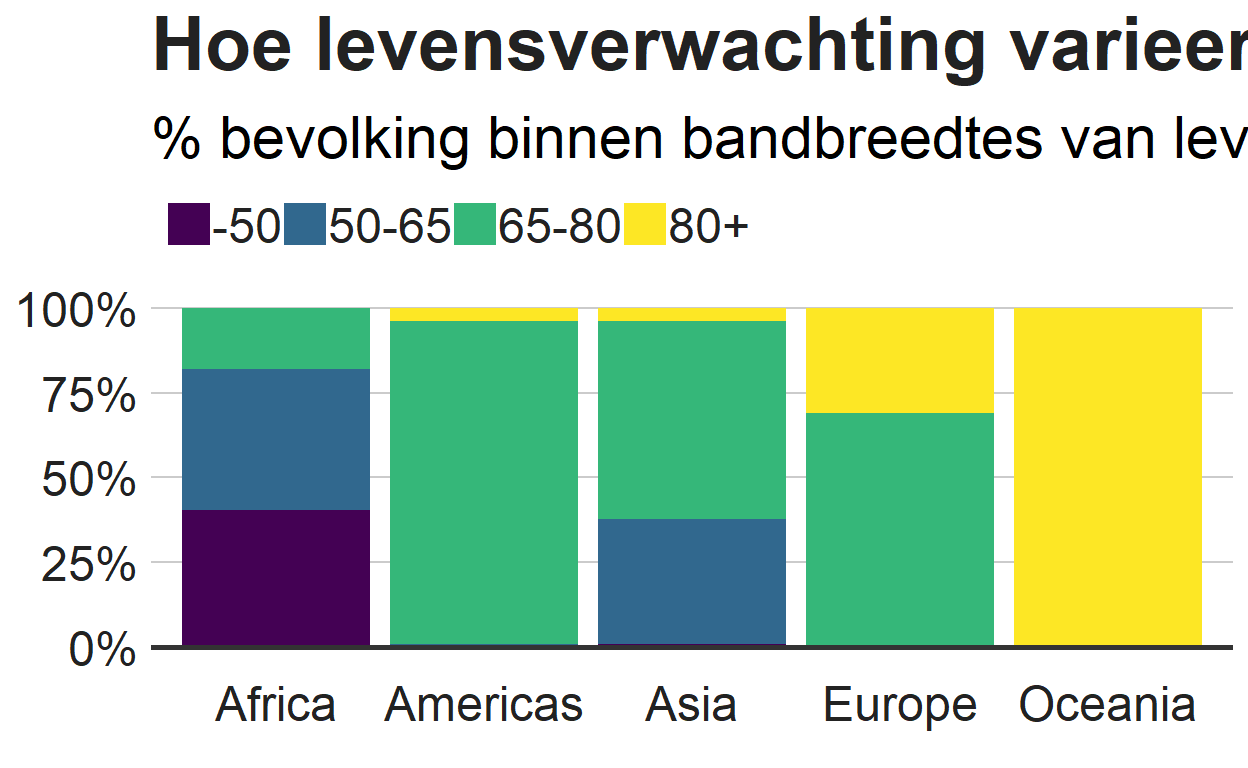 Hoe levensverwachting varieer
% bevolking binnen bandbreedtes van lev
-50 50-65 65-80 80+
100%
75%
50%
25%
0%
Africa Americas Asia Europe Oceania